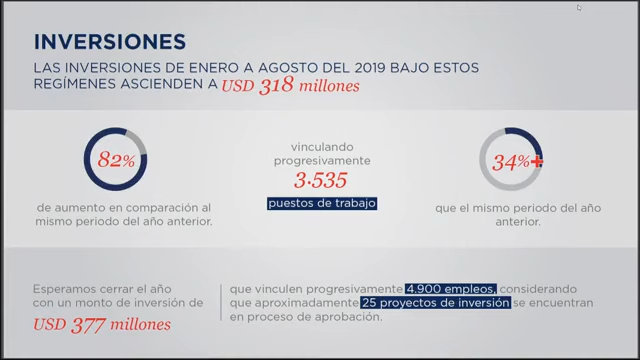 INVERSIONES
LAS INVERSIONES DE ENERO A AGOSTO DEL 2019 BAJO ESTOS
REGÍMENES ASCIENDEN A USD 318 millones
82%
de aumento en comparación al
mismo periodo del año anterior.
vinculando
progresivamente
3.535
puestos de trabajo
34%+
que el mismo periodo del año
anterior.
Esperamos cerrar el año
con un monto de inversión de
USD 377 millones
que vinculen progresivamente 4.900 empleos, considerando
que aproximadamente 25 proyectos de inversión se encuentran
en proceso de aprobación.